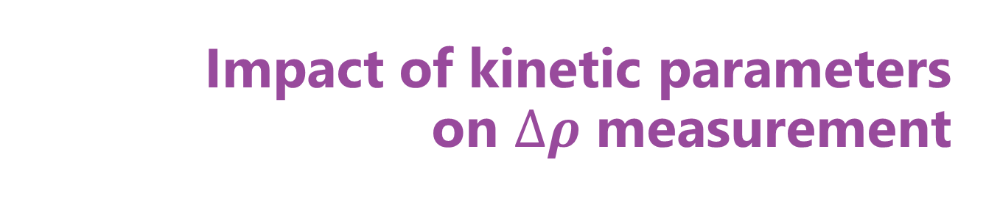 Impact of kinetic parameters
on Δρ measurement